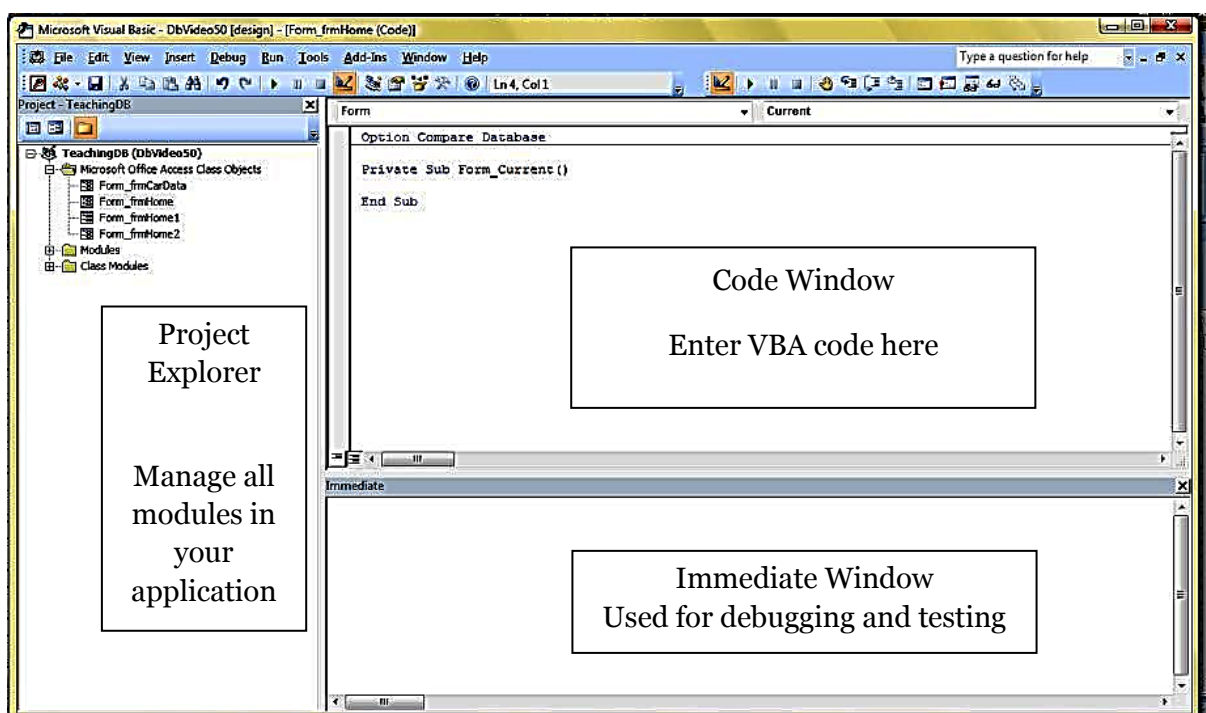 Microsoft Visual Basic - DbVideo50 [design] - [Form_frmHome (Code)]
File Edit View Insert Debug Run Tools Add-Ins Window Help
Type a question for help
Ln 4, Col 1
Project - TeachingDB
Form
Current
TeachingDB (DbVideo50)
Microsoft Office Access Class Objects
Form_frmCarData
Form_frmHome
Form_frmHome1
Form_frmHome2
Modules
Class Modules
Option Compare Database
Private Sub Form_Current()
End Sub
Project
Explorer
Manage all
modules in
your
application
Code Window
Enter VBA code here
Immediate
Immediate Window
Used for debugging and testing